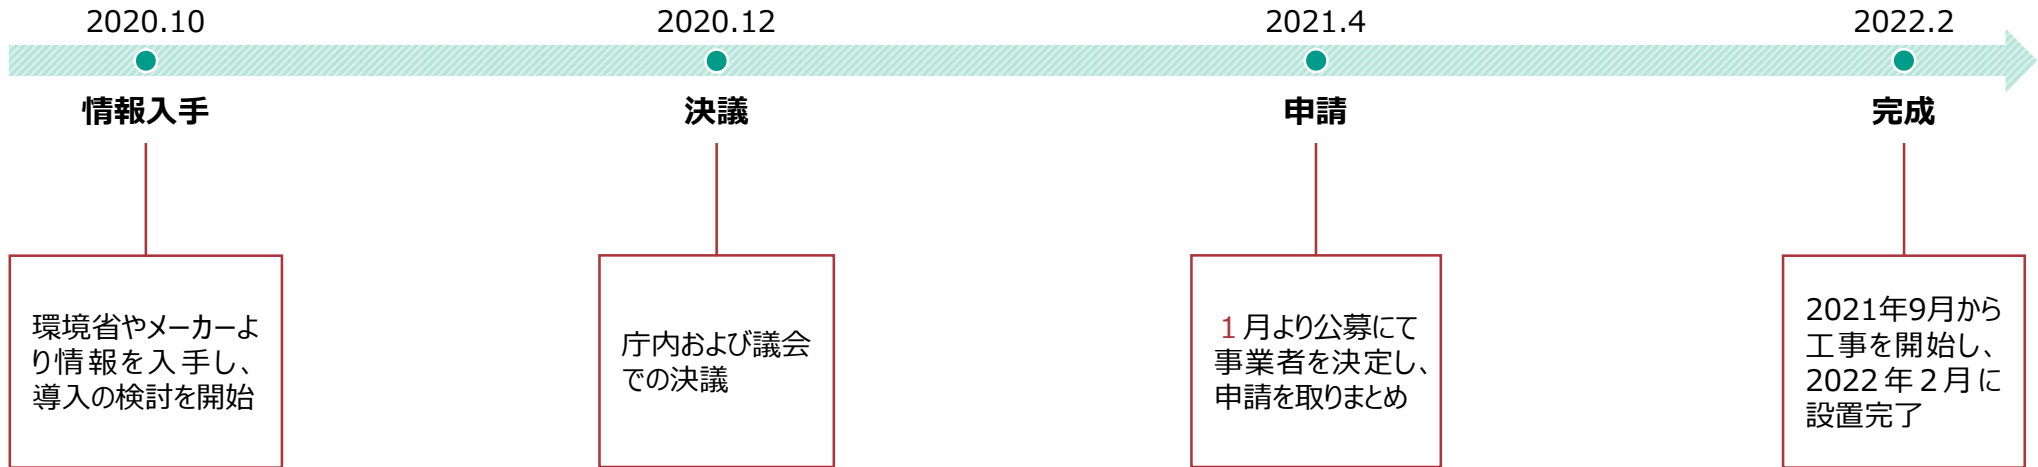 2020.10
2020.12
2021.4
2022.2
情報入手
決議
申請
完成
環境省やメーカーよ
り情報を入手し、
導入の検討を開始
庁内および議会
での決議
１月より公募にて
事業者を決定し、
申請を取りまとめ
2021年9月から
工事を開始し、
2022年２月に
設置完了